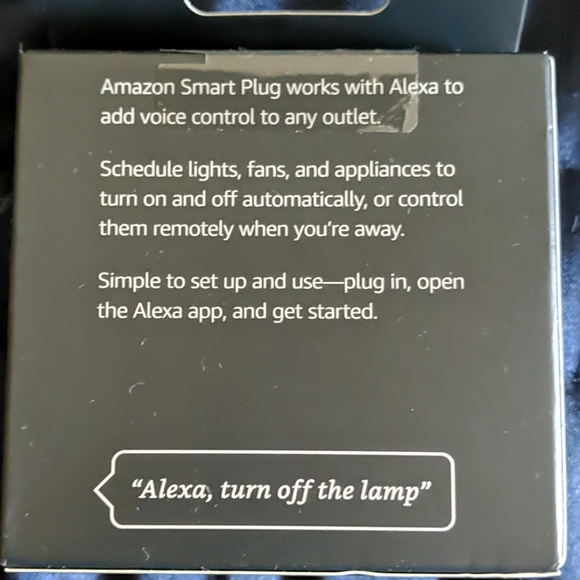 Amazon Smart Plug works with Alexa to
add voice control to any outlet.
Schedule lights, fans, and appliances to
turn on and off automatically, or control
them remotely when you’re away.
Simple to set up and use—plug in, open
the Alexa app, and get started.
“Alexa, turn off the lamp”